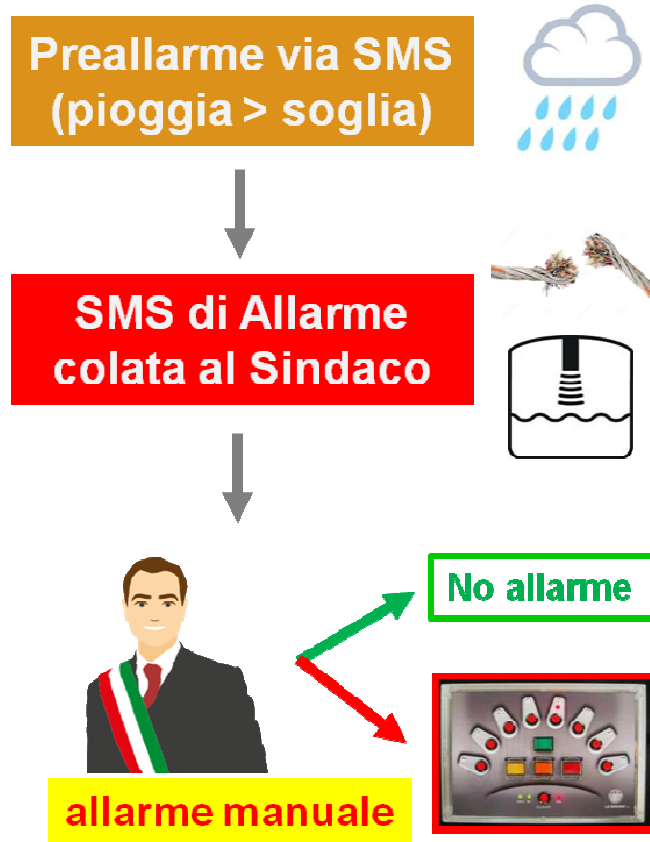 Preallarme via SMS
(pioggia > soglia)
SMS di Allarme
colata al Sindaco
No allarme
allarme manuale